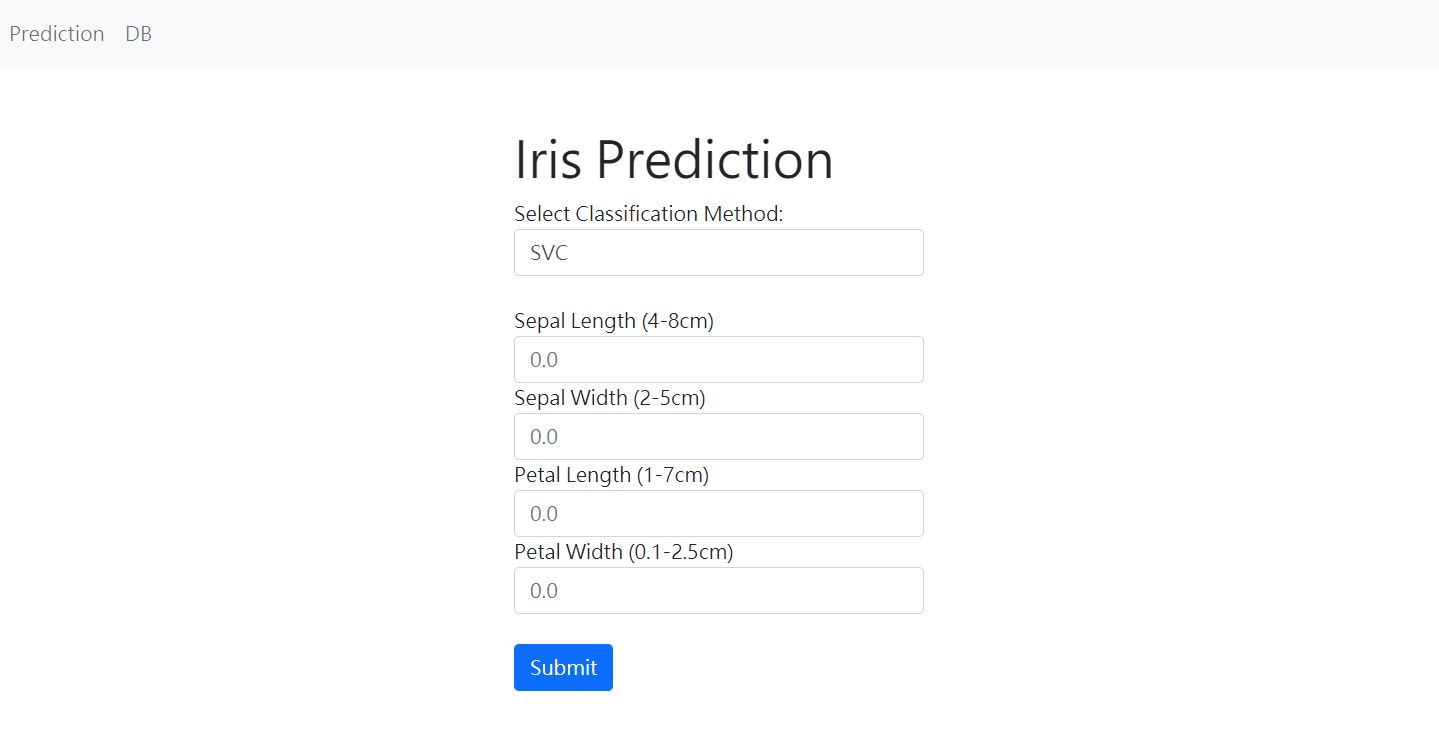 Prediction DB
Iris Prediction
Select Classification Method:
SVC
Sepal Length (4-8cm)
0.0
Sepal Width (2-5cm)
0.0
Petal Length (1-7cm)
0.0
Petal Width (0.1-2.5cm)
0.0
Submit